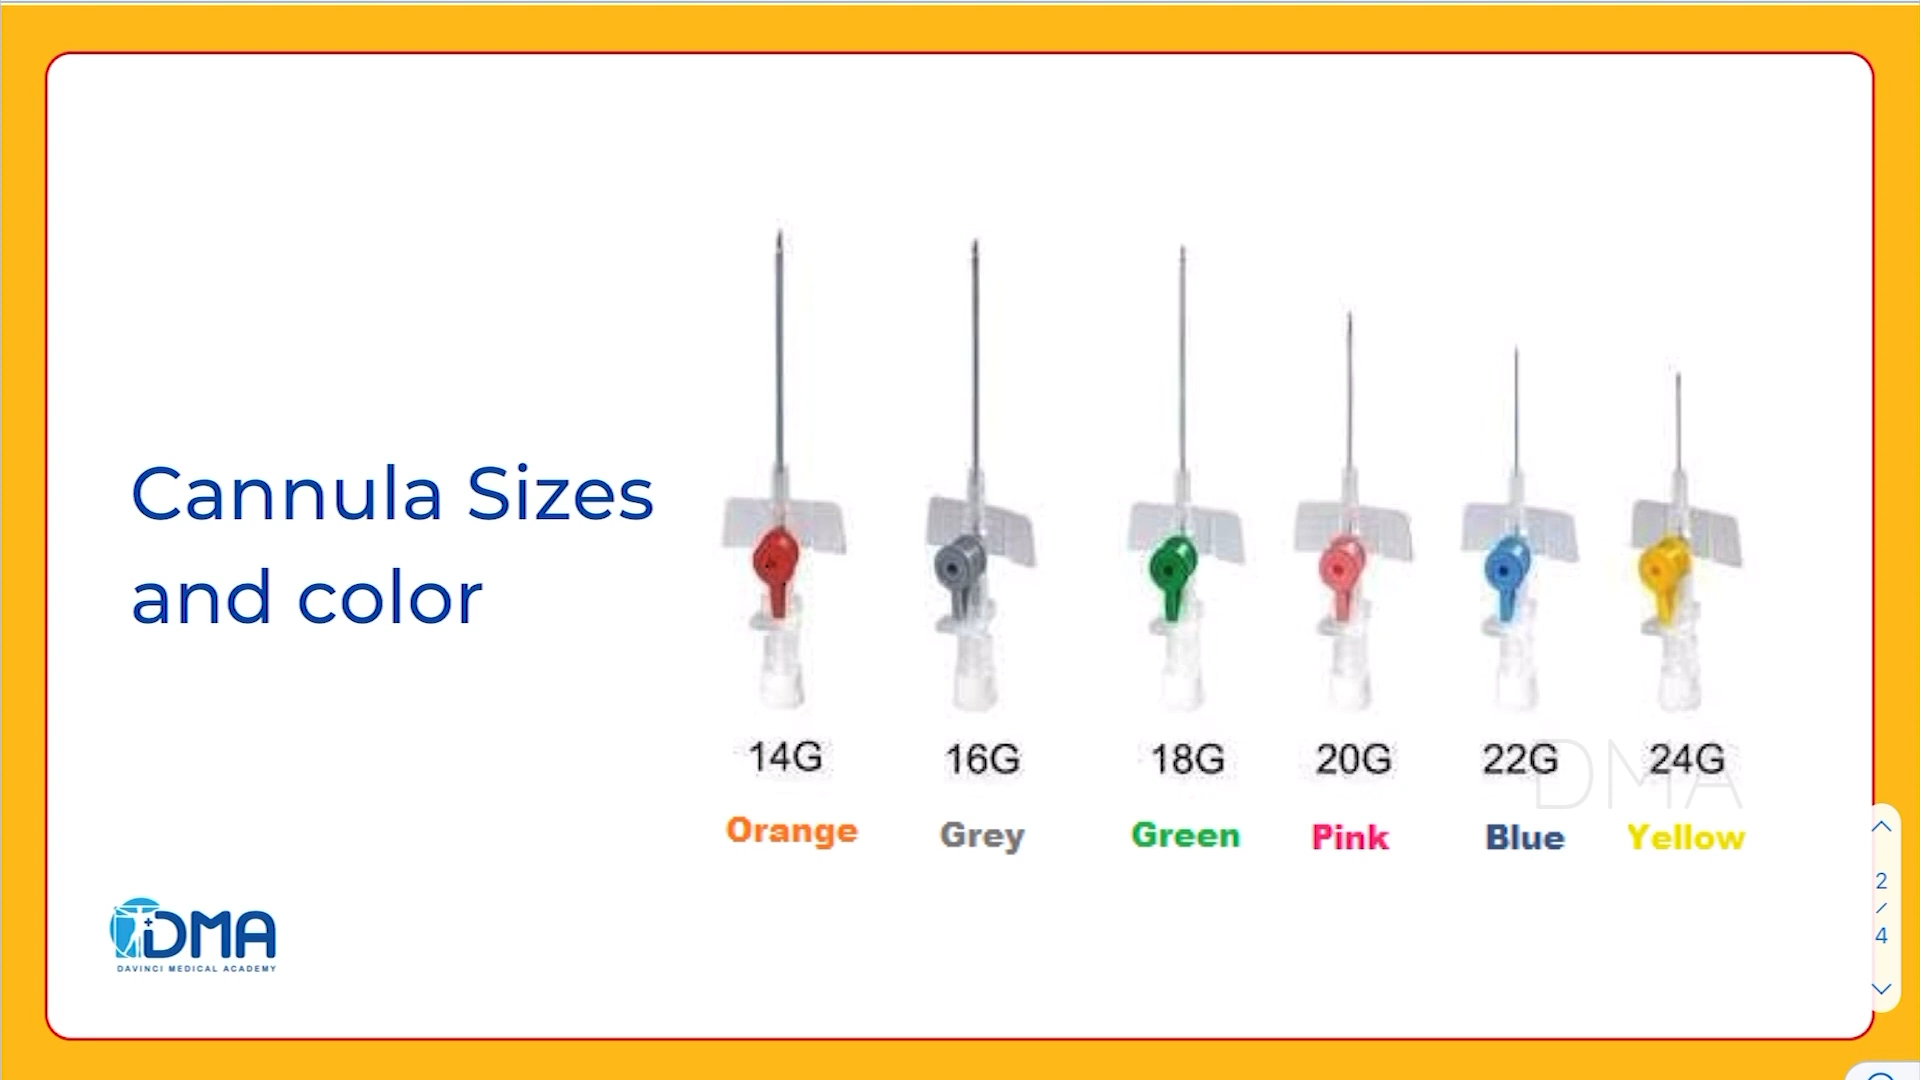 Cannula Sizes
and color
14G 16G 18G 20G 22G 24G
DMA
Orange Grey Green Pink Blue Yellow
DMA
DAVINCI MEDICAL ACADEMY
2
/
4